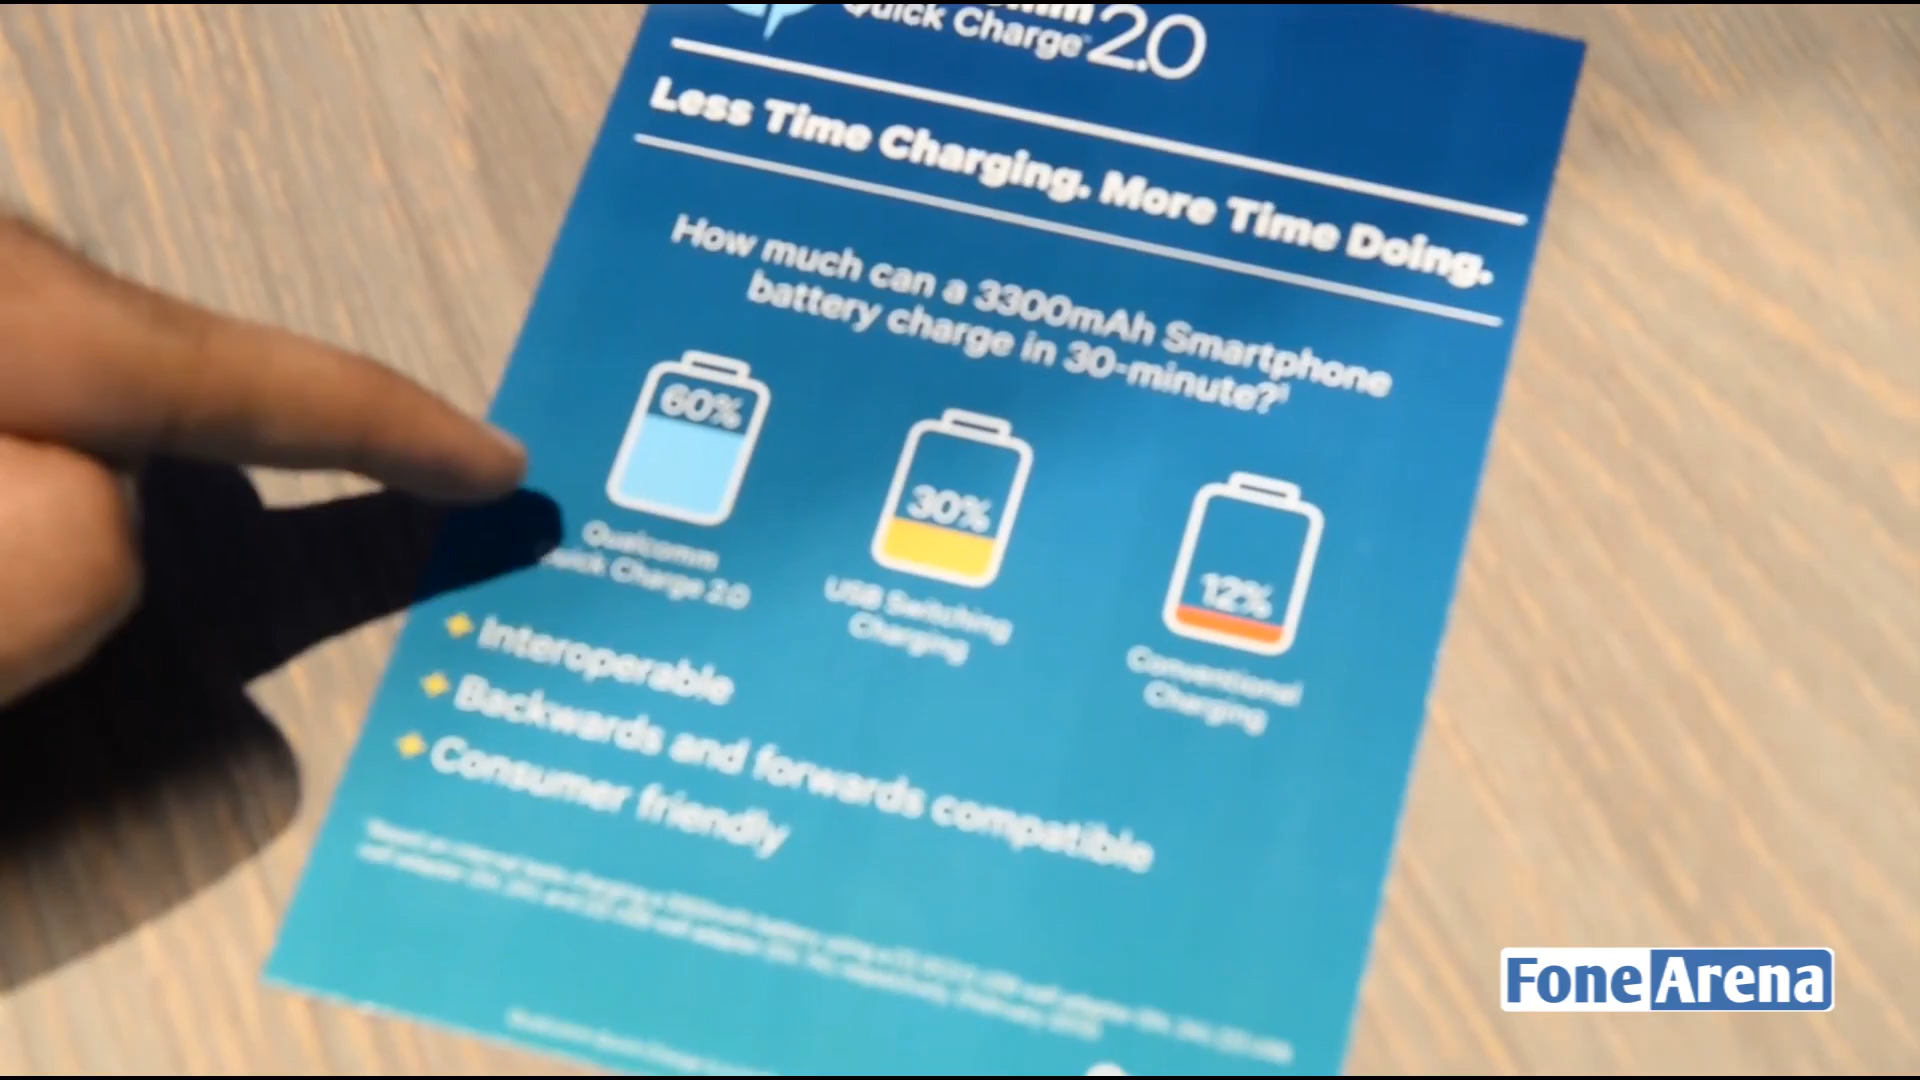 Quick Charge 2.0
Less Time Charging. More Time Doing.
How much can a 3300mAh Smartphone
battery charge in 30-minute?¹
60%
30%
12%
Qualcomm
Quick Charge 2.0
USB Switching
Charging
Conventional
Charging
Interoperable
Backwards and forwards compatible
Consumer friendly
FoneArena